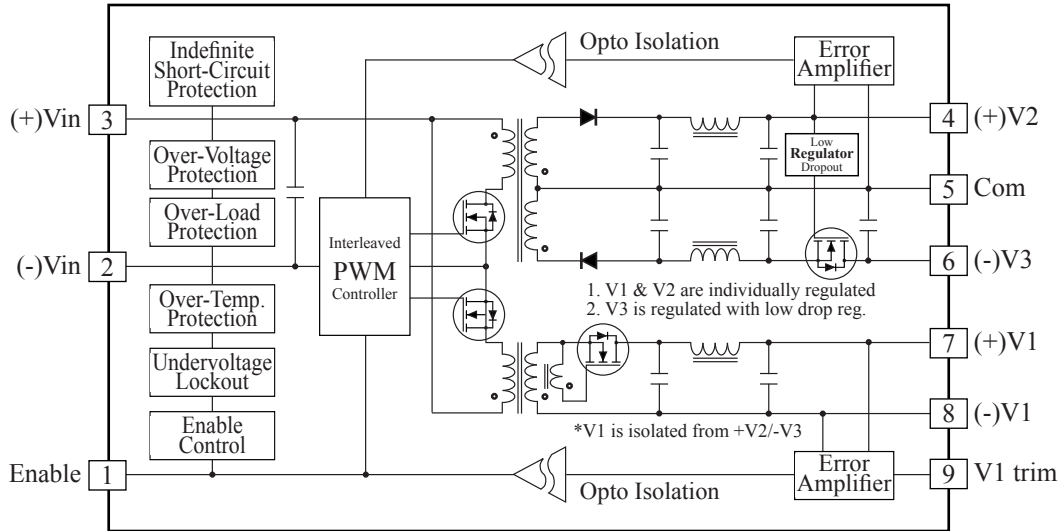 Indefinite
Short-Circuit
Protection
Opto Isolation
Error
Amplifier
(+)Vin
3
4
(+)V2
Over-Voltage
Protection
Low
Regulator
Dropout
5
Com
Over-Load
Protection
Interleaved
PWM
Controller
(-)Vin
2
6
(-)V3
Over-Temp.
Protection
1. V1 & V2 are individually regulated
2. V3 is regulated with low drop reg.
7
(+)V1
Undervoltage
Lockout
8
(-)V1
Enable
Control
*V1 is isolated from +V2/-V3
Enable
1
Opto Isolation
Error
Amplifier
9
V1 trim